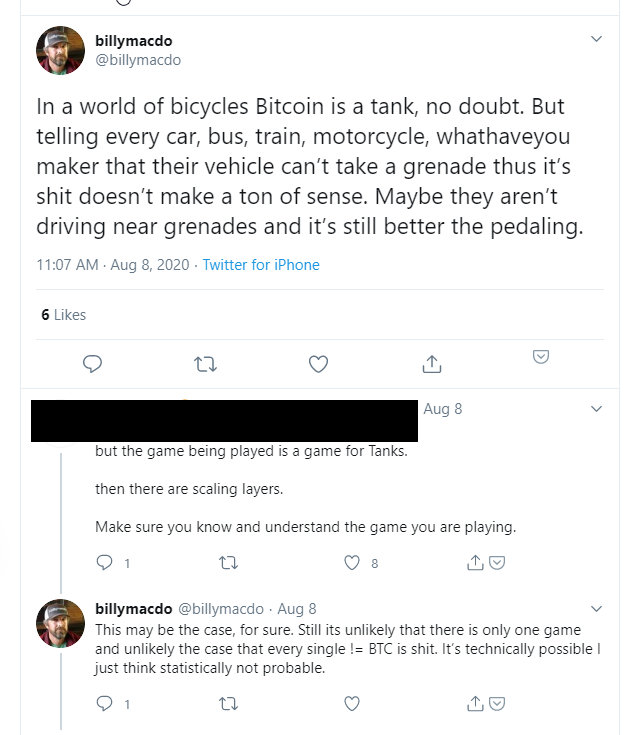 billymacdo
@billymacdo
In a world of bicycles Bitcoin is a tank, no doubt. But
telling every car, bus, train, motorcycle, whathaveyou
maker that their vehicle can’t take a grenade thus it’s
shit doesn’t make a ton of sense. Maybe they aren’t
driving near grenades and it’s still better the pedaling.
11:07 AM · Aug 8, 2020 · Twitter for iPhone
6 Likes
Aug 8
but the game being played is a game for Tanks.
then there are scaling layers.
Make sure you know and understand the game you are playing.
1 8
billymacdo @billymacdo · Aug 8
This may be the case, for sure. Still its unlikely that there is only one game
and unlikely the case that every single != BTC is shit. It’s technically possible I
just think statistically not probable.
1